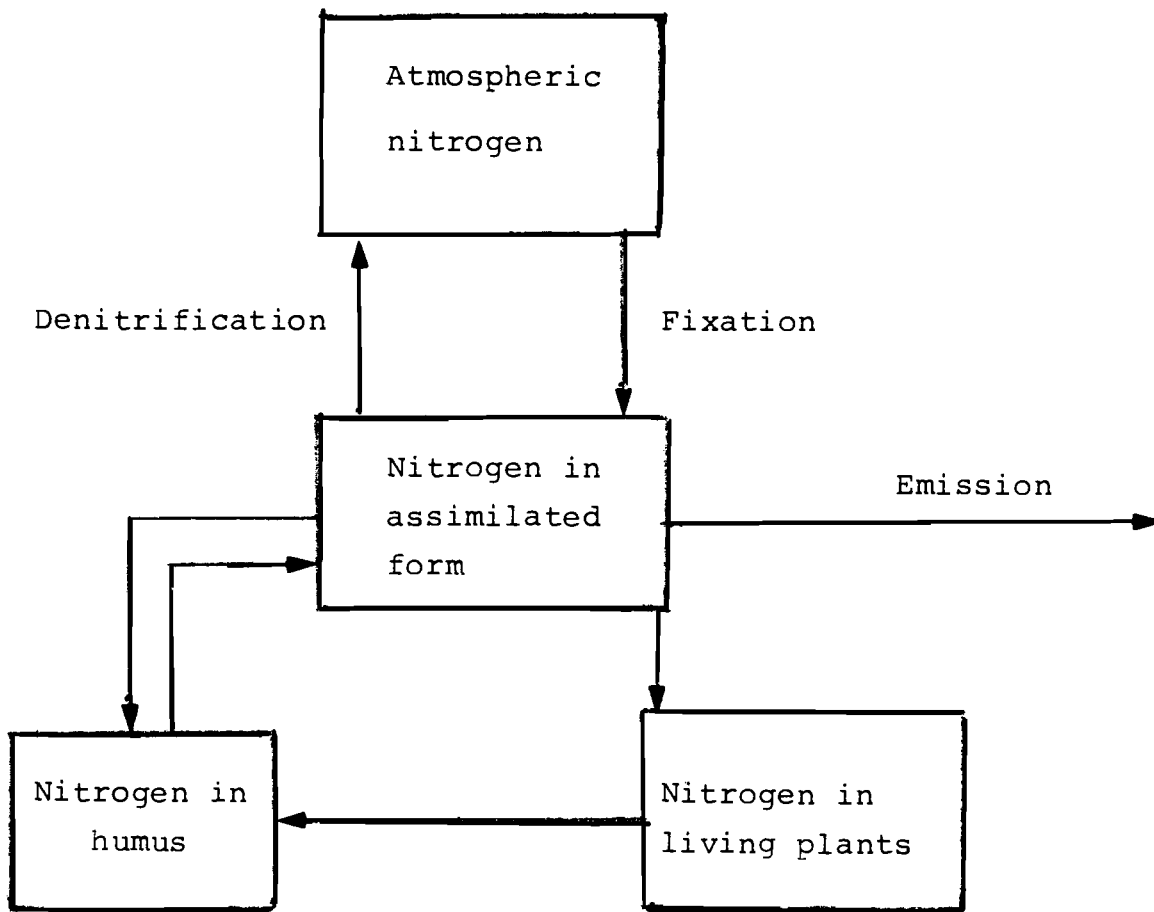 Atmospheric
nitrogen
Denitrification
Fixation
Nitrogen in
assimilated
form
Emission
Nitrogen in
humus
Nitrogen in
living plants